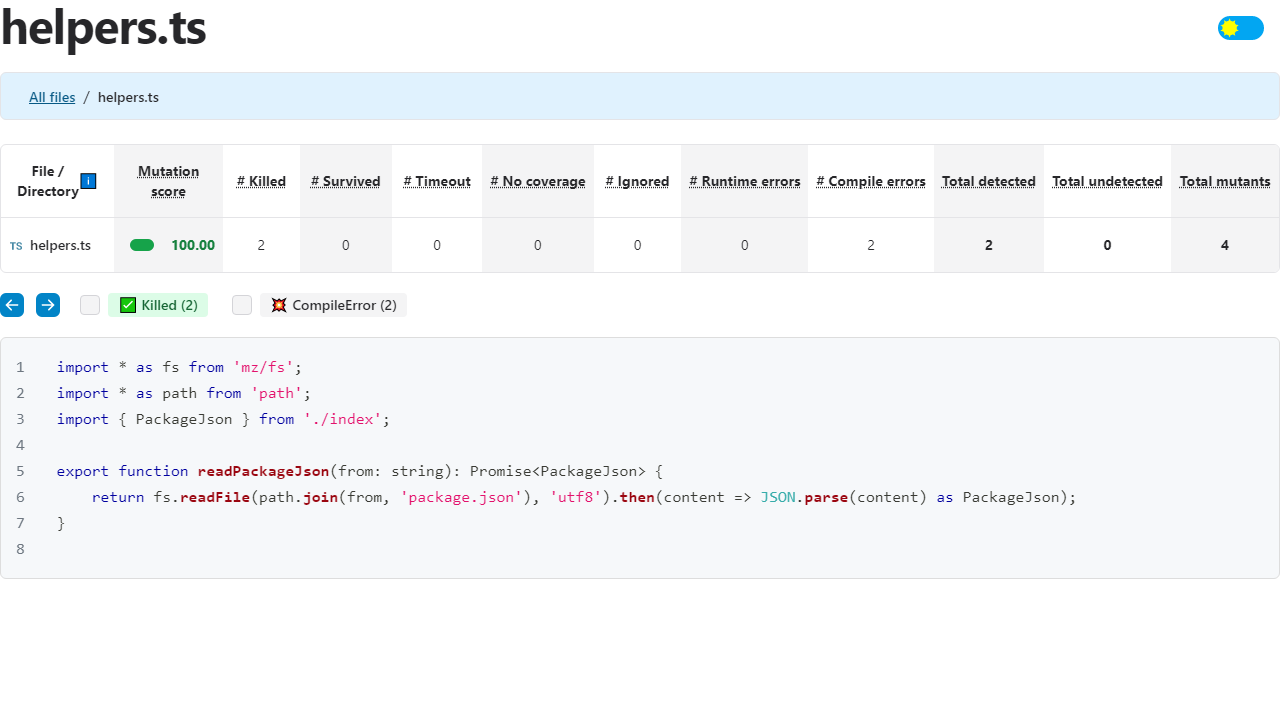 helpers.ts
All files / helpers.ts
File / Directory i Mutation score # Killed # Survived # Timeout # No coverage # Ignored # Runtime errors # Compile errors Total detected Total undetected Total mutants
TS helpers.ts 100.00 2 0 0 0 0 0 2 2 0 4
✅ Killed (2) 💥 CompileError (2)
1 import * as fs from 'mz/fs';
2 import * as path from 'path';
3 import { PackageJson } from './index';
4
5 export function readPackageJson(from: string): Promise<PackageJson> {
6     return fs.readFile(path.join(from, 'package.json'), 'utf8').then(content => JSON.parse(content) as PackageJson);
7 }
8